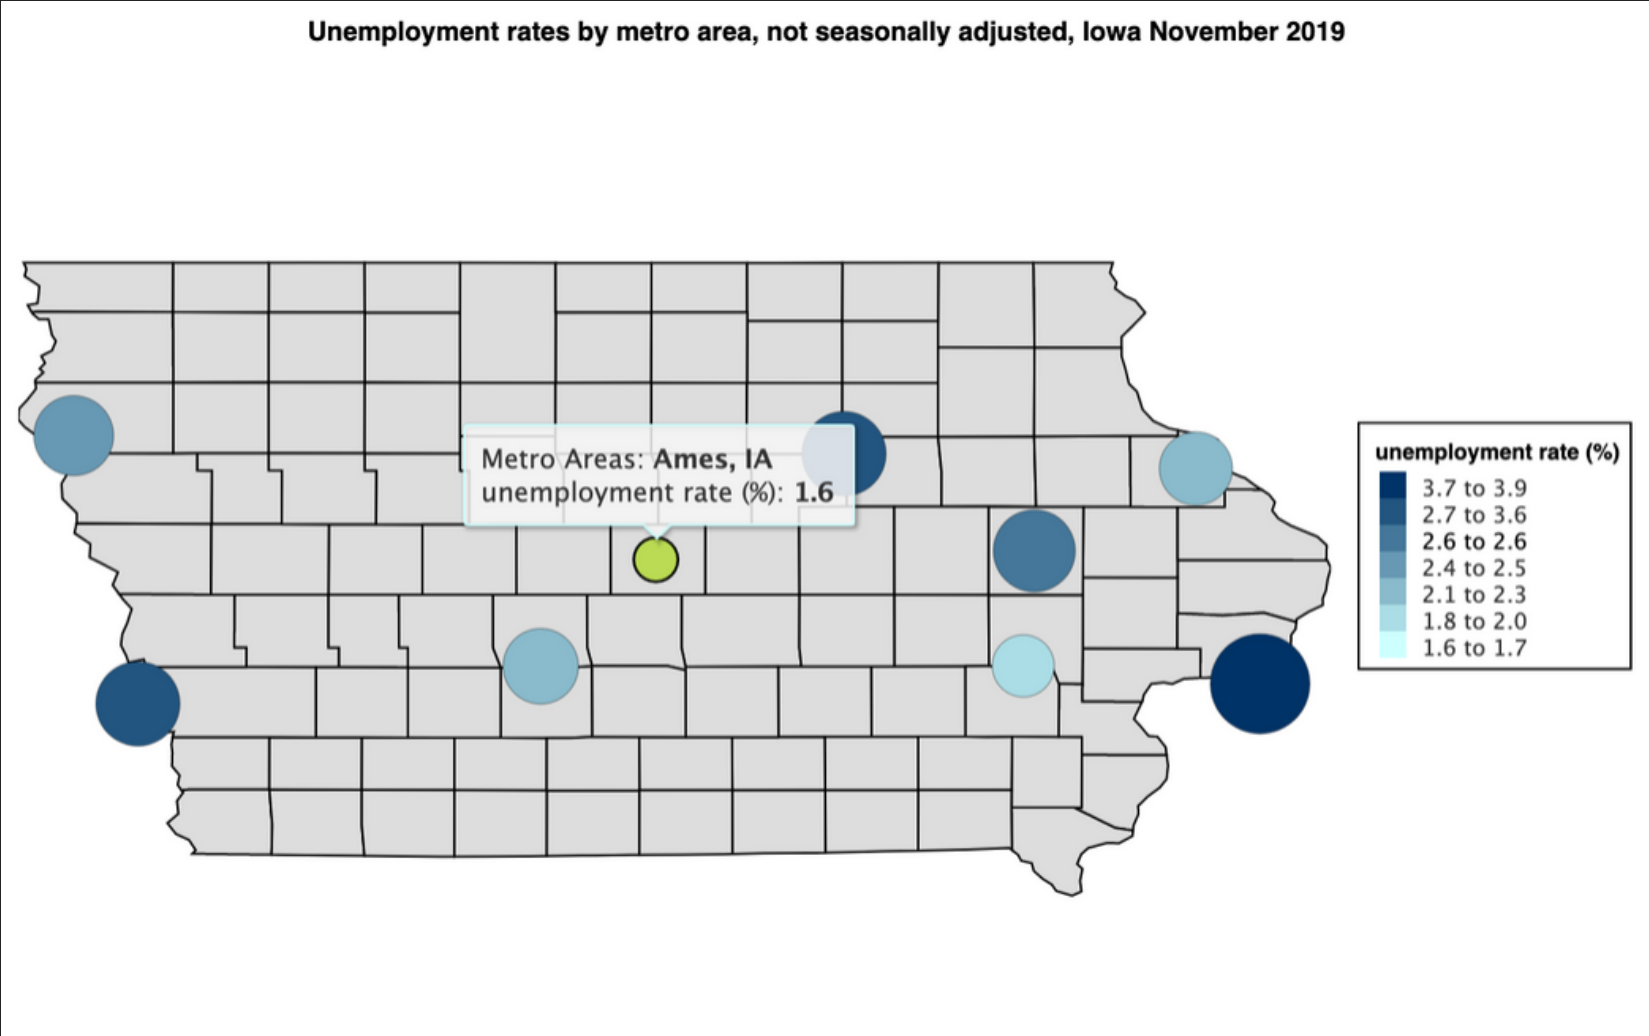 Unemployment rates by metro area, not seasonally adjusted, Iowa November 2019
Metro Areas: Ames, IA
unemployment rate (%): 1.6
unemployment rate (%)
3.7 to 3.9
2.7 to 3.6
2.6 to 2.6
2.4 to 2.5
2.1 to 2.3
1.8 to 2.0
1.6 to 1.7